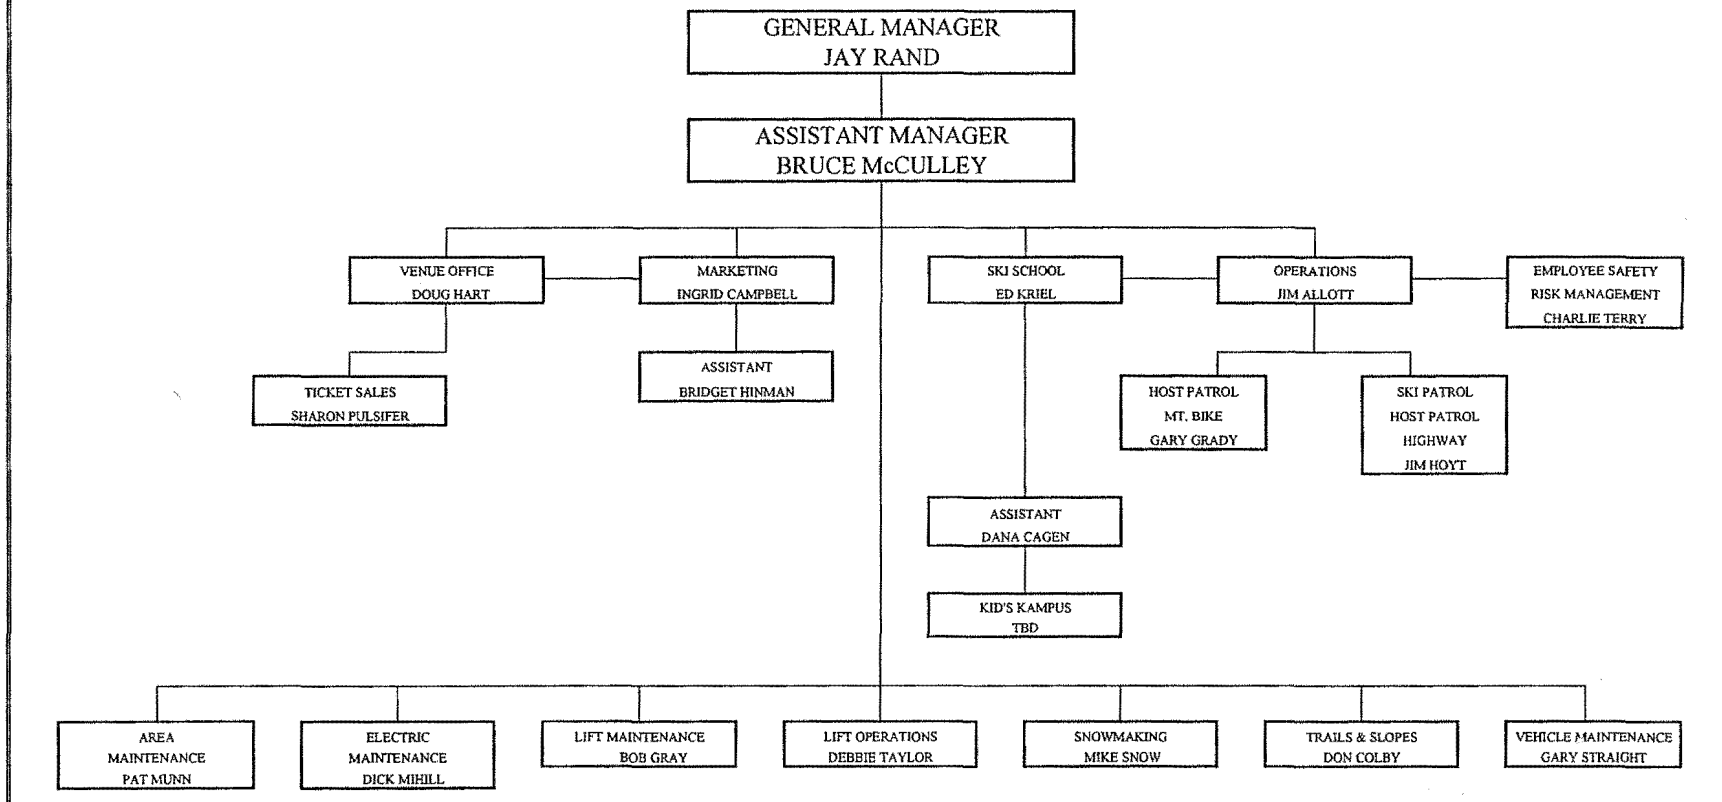 GENERAL MANAGER
JAY RAND
ASSISTANT MANAGER
BRUCE McCULLEY
VENUE OFFICE
DOUG HART
MARKETING
INGRID CAMPBELL
SKI SCHOOL
ED KRIEL
OPERATIONS
JIM ALLOTT
EMPLOYEE SAFETY
RISK MANAGEMENT
CHARLIE TERRY
TICKET SALES
SHARON PULSIFER
ASSISTANT
BRIDGET HINMAN
HOST PATROL
MT. BIKE
GARY GRADY
SKI PATROL
HOST PATROL
HIGHWAY
JIM HOYT
ASSISTANT
DANA CAGEN
KID'S KAMPUS
TBD
AREA
MAINTENANCE
PAT MUNN
ELECTRIC
MAINTENANCE
DICK MIHILL
LIFT MAINTENANCE
BOB GRAY
LIFT OPERATIONS
DEBBIE TAYLOR
SNOWMAKING
MIKE SNOW
TRAILS & SLOPES
DON COLBY
VEHICLE MAINTENANCE
GARY STRAIGHT